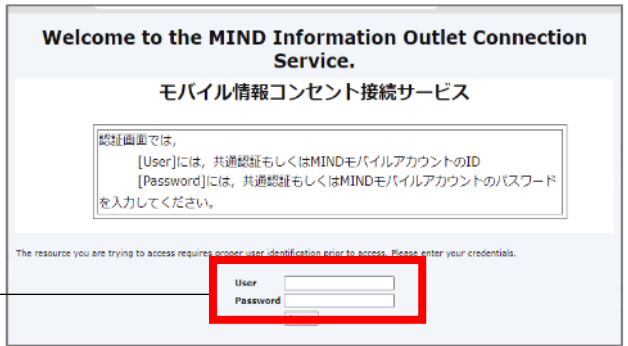 Welcome to the MIND Information Outlet Connection
Service.
モバイル情報コンセント接続サービス
認証画面では，
[User]には，共通認証もしくはMINDモバイルアカウントのID
[Password]には，共通認証もしくはMINDモバイルアカウントのパスワード
を入力してください。
The resource you are trying to access requires proper user identification prior to access. Please enter your credentials.
User
Password